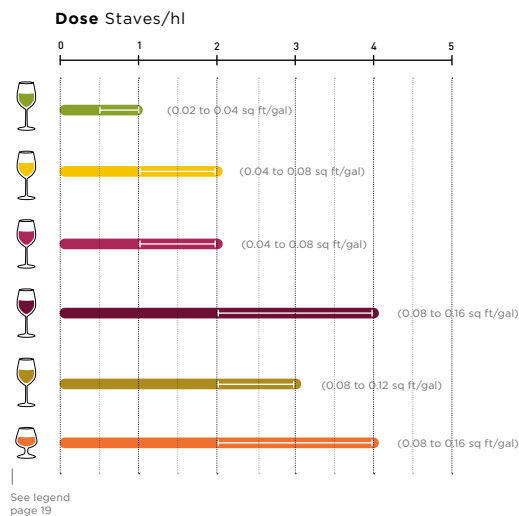 Dose Staves/hl
0 1 2 3 4 5
(0.02 to 0.04 sq ft/gal)
(0.04 to 0.08 sq ft/gal)
(0.04 to 0.08 sq ft/gal)
(0.08 to 0.16 sq ft/gal)
(0.08 to 0.12 sq ft/gal)
(0.08 to 0.16 sq ft/gal)
See legend
page 19